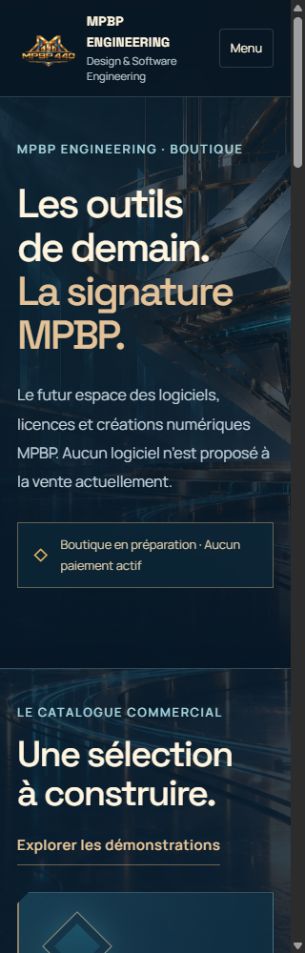 MPBP440
MPBP
ENGINEERING
Design & Software
Engineering
Menu
MPBP ENGINEERING · BOUTIQUE
Les outils
de demain.
La signature
MPBP.
Le futur espace des logiciels,
licences et créations numériques
MPBP. Aucun logiciel n'est proposé à
la vente actuellement.
Boutique en préparation · Aucun
paiement actif
LE CATALOGUE COMMERCIAL
Une sélection
à construire.
Explorer les démonstrations